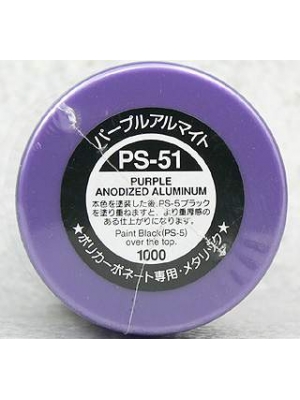 パープルアルマイト
PS-51
PURPLE
ANODIZED ALUMINUM
本色を塗装した後、PS-5ブラック
を塗り重ねますと、より重厚感の
ある仕上がりになります。
Paint Black(PS-5)
over the top.
1000
★ポリカーボネート専用・メタリック★